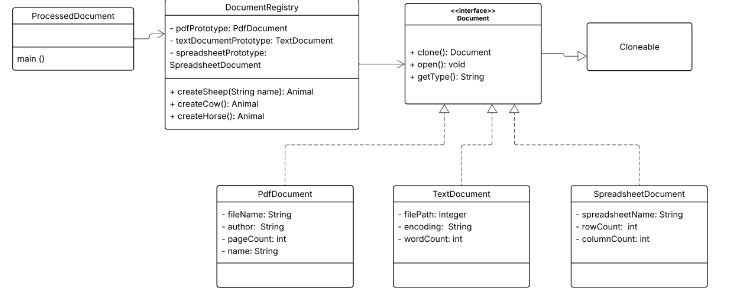 ProcessedDocument
main ()
DocumentRegistry
- pdfPrototype: PdfDocument
- textDocumentPrototype: TextDocument
- spreadsheetPrototype:
SpreadsheetDocument
+ createSheep(String name): Animal
+ createCow(): Animal
+ createHorse(): Animal
<<interface>>
Document
+ clone(): Document
+ open(): void
+ getType(): String
Cloneable
PdfDocument
- fileName: String
- author: String
- pageCount: int
- name: String
TextDocument
- filePath: Integer
- encoding: String
- wordCount: int
SpreadsheetDocument
- spreadsheetName: String
- rowCount: int
- columnCount: int